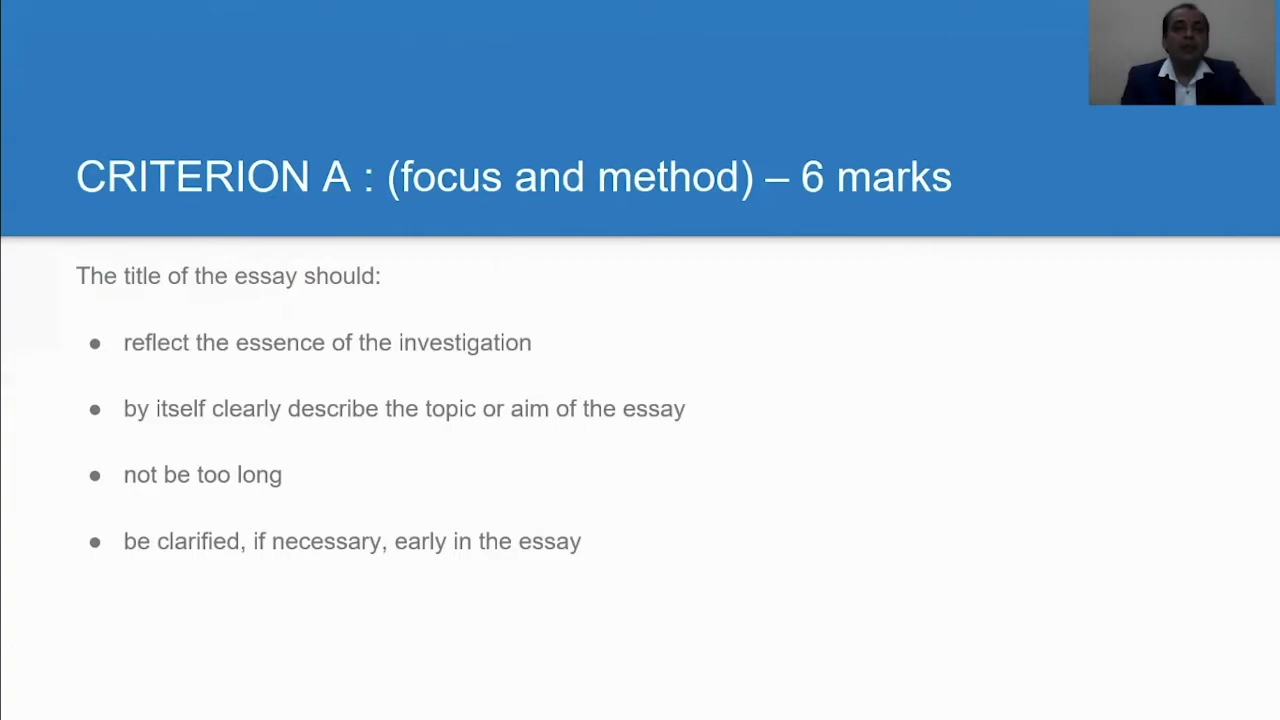 CRITERION A : (focus and method) – 6 marks
The title of the essay should:
● reflect the essence of the investigation
● by itself clearly describe the topic or aim of the essay
● not be too long
● be clarified, if necessary, early in the essay